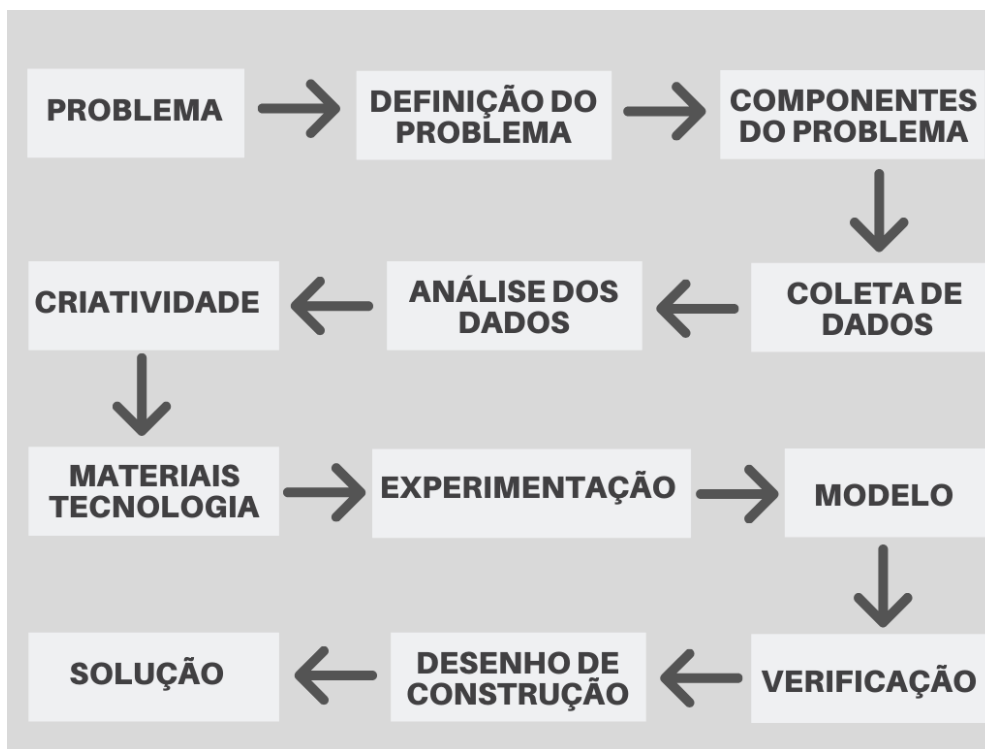 PROBLEMA
DEFINIÇÃO DO
PROBLEMA
COMPONENTES
DO PROBLEMA
COLETA DE
DADOS
ANÁLISE DOS
DADOS
CRIATIVIDADE
MATERIAIS
TECNOLOGIA
EXPERIMENTAÇÃO
MODELO
VERIFICAÇÃO
DESENHO DE
CONSTRUÇÃO
SOLUÇÃO